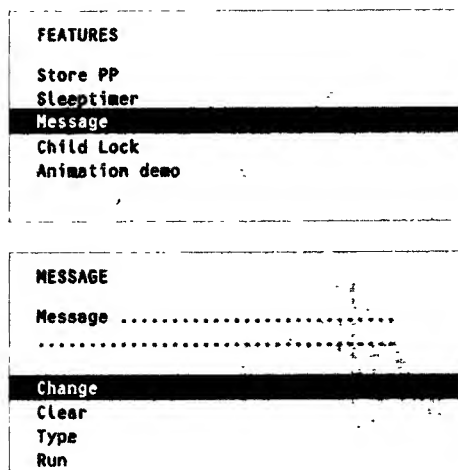 FEATURES
Store PP
Sleeptimer
Message
Child Lock
Animation demo
MESSAGE
Message ...............................
........................................
Change
Clear
Type
Run